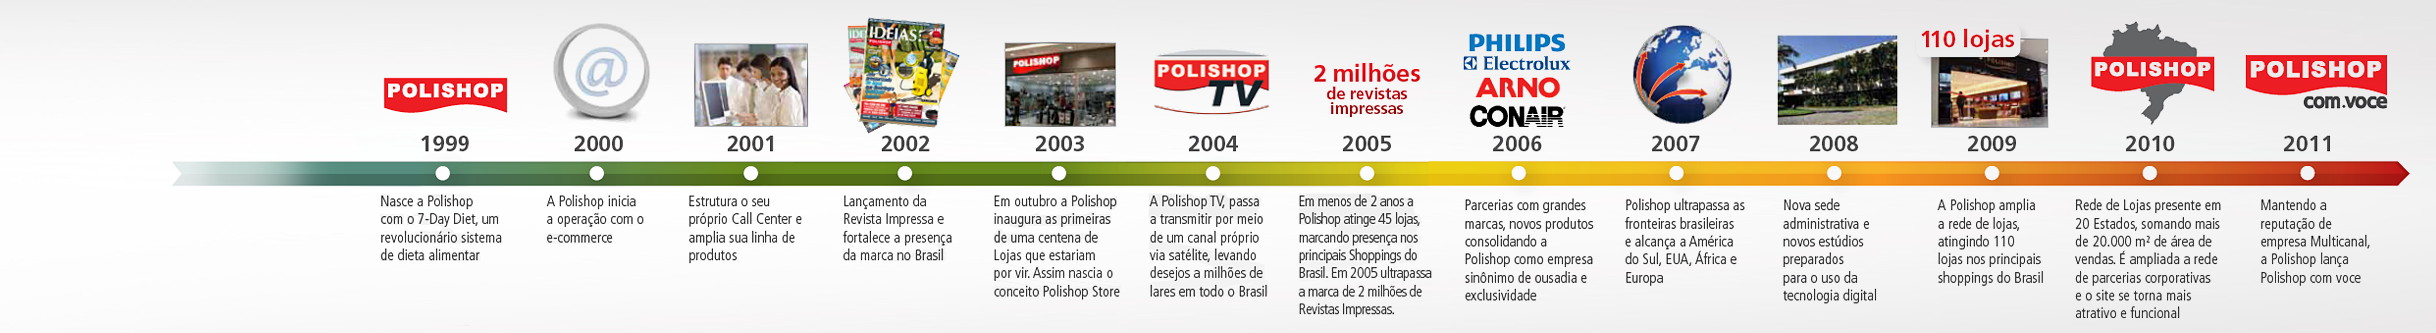 POLISHOP
1999
Nasce a Polishop
com o 7-Day Diet, um
revolucionário sistema
de dieta alimentar
@
2000
A Polishop inicia
a operação com o
e-commerce
2001
Estrutura o seu
próprio Call Center e
amplia sua linha de
produtos
IDEIAS
POLISHOP
2002
Lançamento da
Revista Impressa e
fortalece a presença
da marca no Brasil
POLISHOP
2003
Em outubro a Polishop
inaugura as primeiras
de uma centena de
Lojas que estariam
por vir. Assim nascia o
conceito Polishop Store
POLISHOP
TV
2004
A Polishop TV, passa
a transmitir por meio
de um canal próprio
via satélite, levando
desejos a milhões de
lares em todo o Brasil
2 milhões
de revistas
impressas
2005
Em menos de 2 anos a
Polishop atinge 45 lojas,
marcando presença nos
principais Shoppings do
Brasil. Em 2005 ultrapassa
a marca de 2 milhões de
Revistas Impressas.
PHILIPS
Electrolux
ARNO
CONAIR
2006
Parcerias com grandes
marcas, novos produtos
consolidando a
Polishop como empresa
sinônimo de ousadia e
exclusividade
2007
Polishop ultrapassa as
fronteiras brasileiras
e alcança a América
do Sul, EUA, África e
Europa
2008
Nova sede
administrativa e
novos estúdios
preparados
para o uso da
tecnologia digital
110 lojas
2009
A Polishop amplia
a rede de lojas,
atingindo 110
lojas nos principais
shoppings do Brasil
POLISHOP
2010
Rede de Lojas presente em
20 Estados, somando mais
de 20.000 m² de área de
vendas. É ampliada a rede
de parcerias corporativas
e o site se torna mais
atrativo e funcional
POLISHOP
com.voce
2011
Mantendo a
reputação de
empresa Multicanal,
a Polishop lança
Polishop com voce